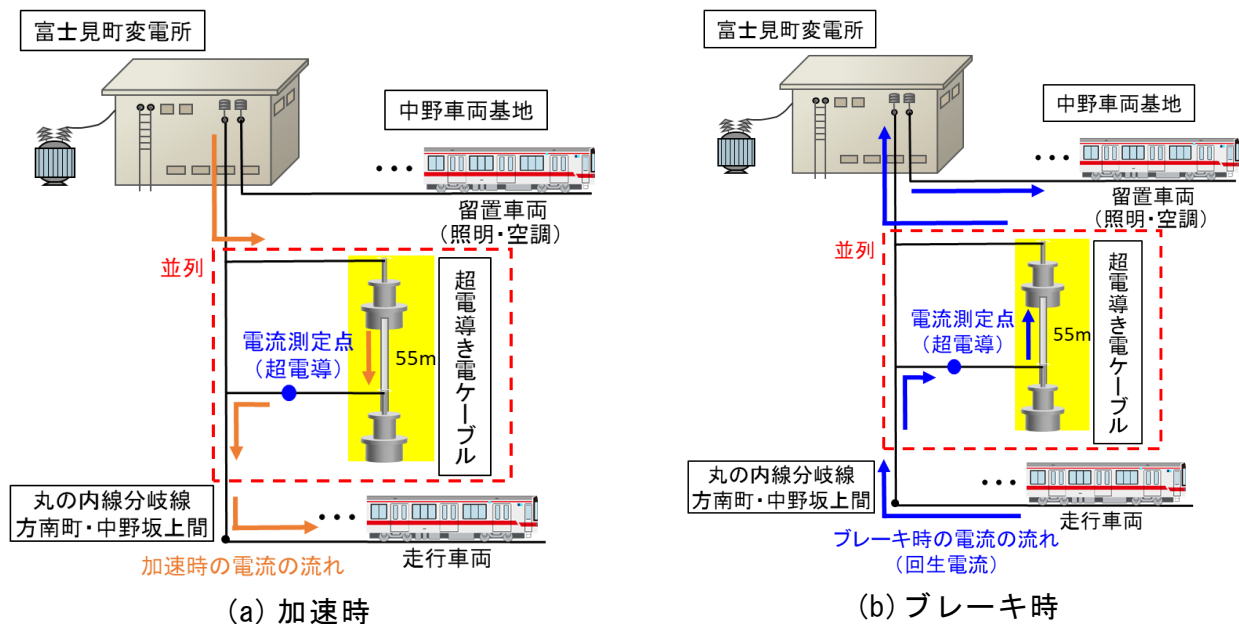 富士見町変電所
中野車両基地
留置車両
(照明・空調)
並列
電流測定点
(超電導)
55m
超電導き電ケーブル
丸の内線分岐線
方南町・中野坂上間
走行車両
加速時の電流の流れ
(a) 加速時
富士見町変電所
中野車両基地
留置車両
(照明・空調)
並列
電流測定点
(超電導)
55m
超電導き電ケーブル
丸の内線分岐線
方南町・中野坂上間
走行車両
ブレーキ時の電流の流れ
(回生電流)
(b) ブレーキ時